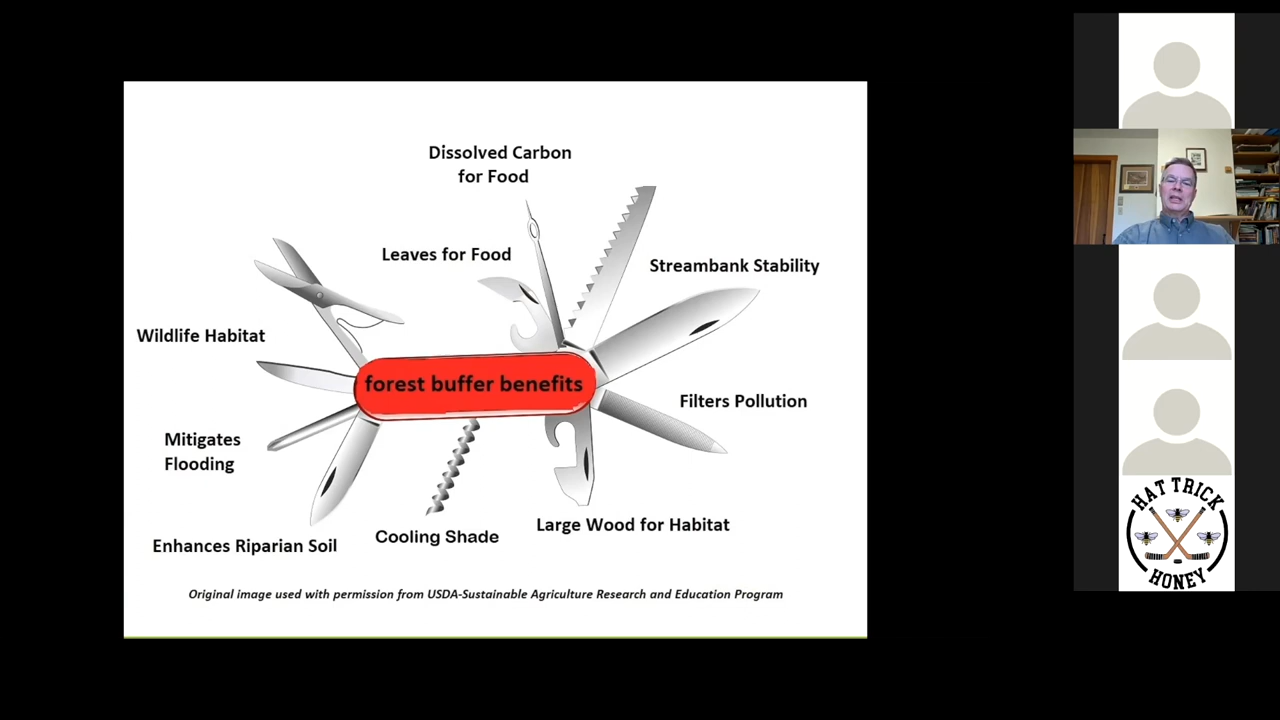 Dissolved Carbon
for Food
Leaves for Food
Streambank Stability
Wildlife Habitat
forest buffer benefits
Filters Pollution
Mitigates
Flooding
Large Wood for Habitat
Cooling Shade
Enhances Riparian Soil
Original image used with permission from USDA-Sustainable Agriculture Research and Education Program
HAT TRICK
HONEY